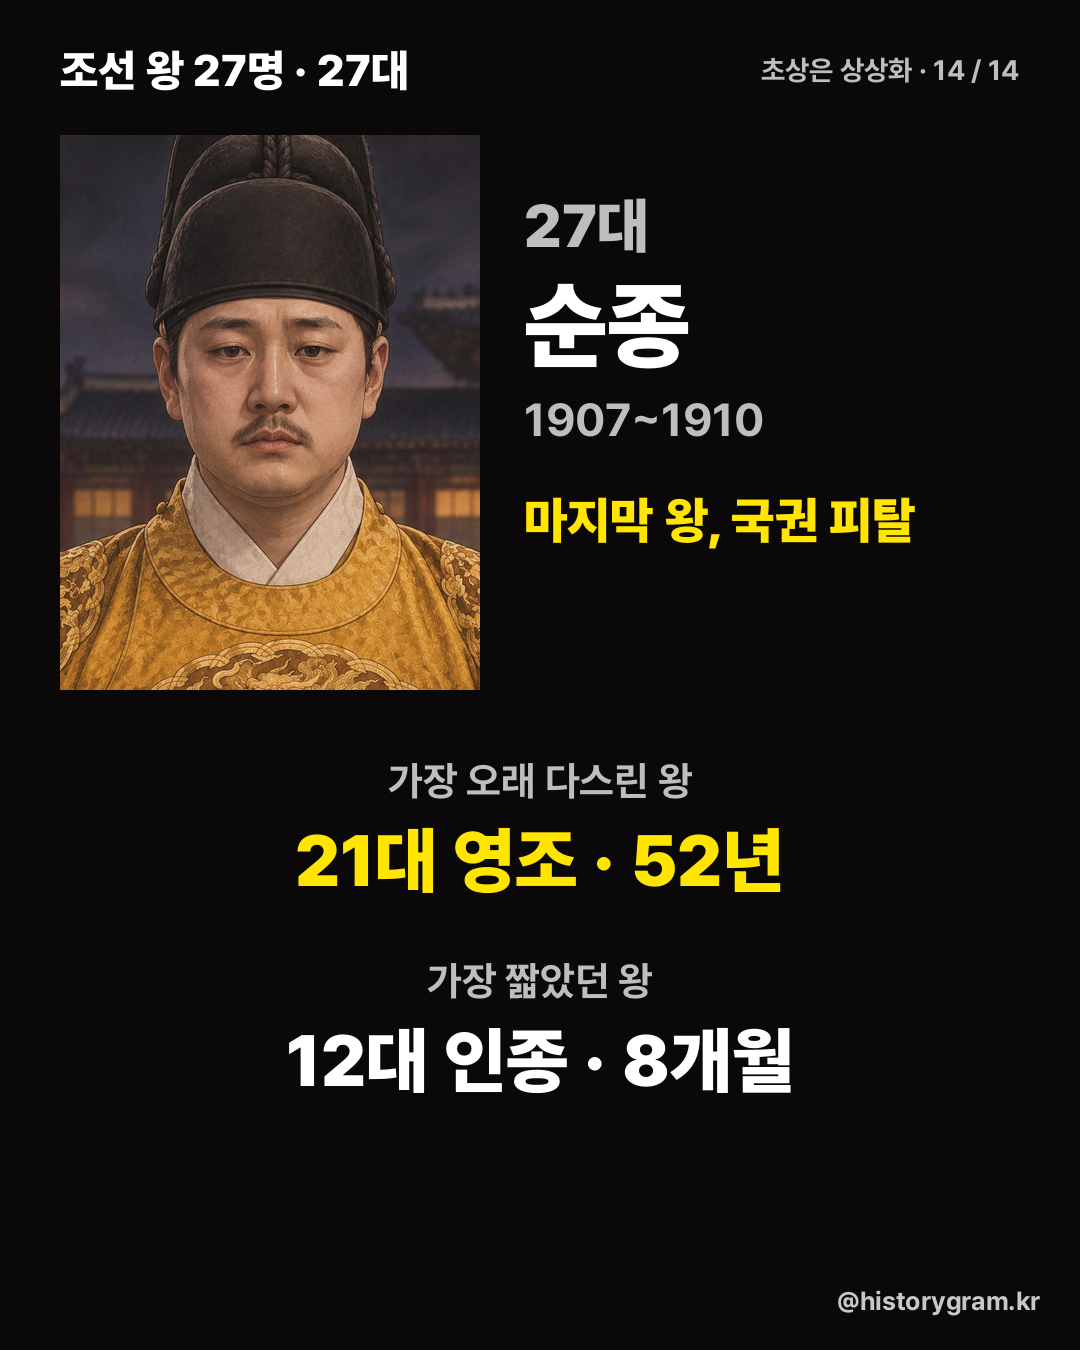 조선 왕 27명 · 27대
초상은 상상화 · 14 / 14
27대
순종
1907~1910
마지막 왕, 국권 피탈
가장 오래 다스린 왕
21대 영조 · 52년
가장 짧았던 왕
12대 인종 · 8개월
@historygram.kr